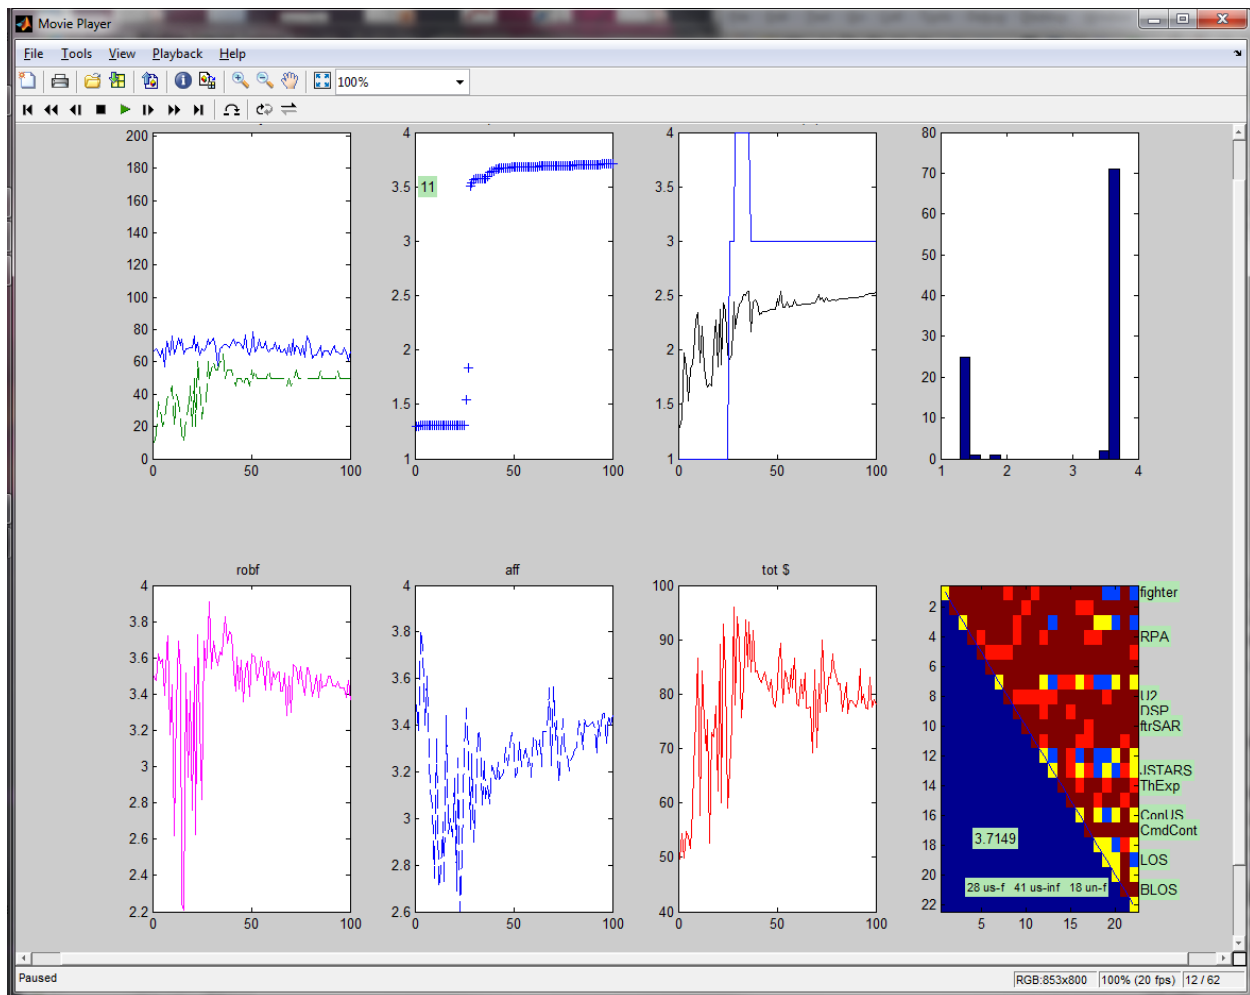 Movie Player
File Tools View Playback Help
100%
200
180
160
140
120
100
80
60
40
20
0
0 50 100
4
3.5
3
2.5
2
1.5
1
11
0 50 100
4
3.5
3
2.5
2
1.5
1
0 50 100
80
70
60
50
40
30
20
10
0
1 2 3 4
robf
4
3.8
3.6
3.4
3.2
3
2.8
2.6
2.4
2.2
0 50 100
aff
4
3.8
3.6
3.4
3.2
3
2.8
2.6
0 50 100
tot $
100
90
80
70
60
50
40
0 50 100
2
4
6
8
10
12
14
16
18
20
22
5 10 15 20
fighter
RPA
U2
DSP
ftrSAR
JSTARS
ThExp
ConUS
CmdCont
LOS
BLOS
3.7149
28 us-f 41 us-inf 18 un-f
Paused
RGB:853x800 100% (20 fps) 12 / 62